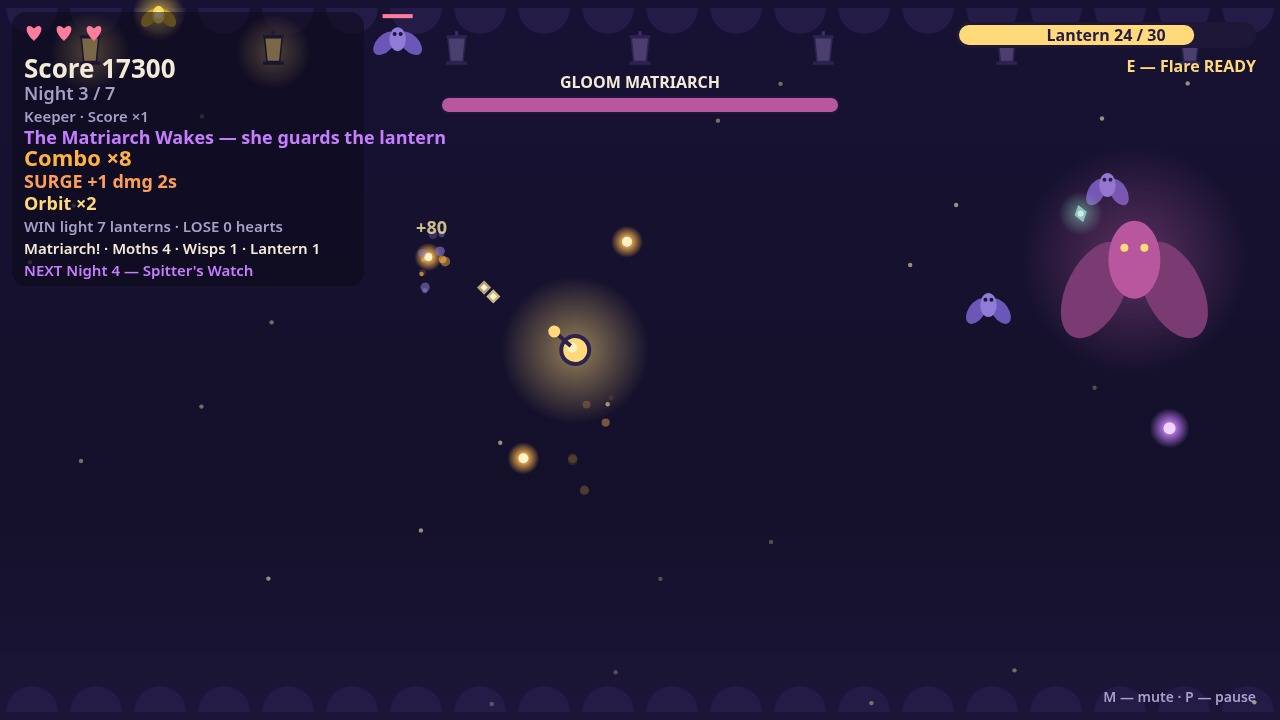 Score 17300
Night 3 / 7
Keeper · Score ×1
The Matriarch Wakes — she guards the lantern
Combo ×8
SURGE +1 dmg 2s
Orbit ×2
WIN light 7 lanterns · LOSE 0 hearts
Matriarch! · Moths 4 · Wisps 1 · Lantern 1
NEXT Night 4 — Spitter's Watch
GLOOM MATRIARCH
Lantern 24 / 30
E — Flare READY
+80
M — mute · P — pause